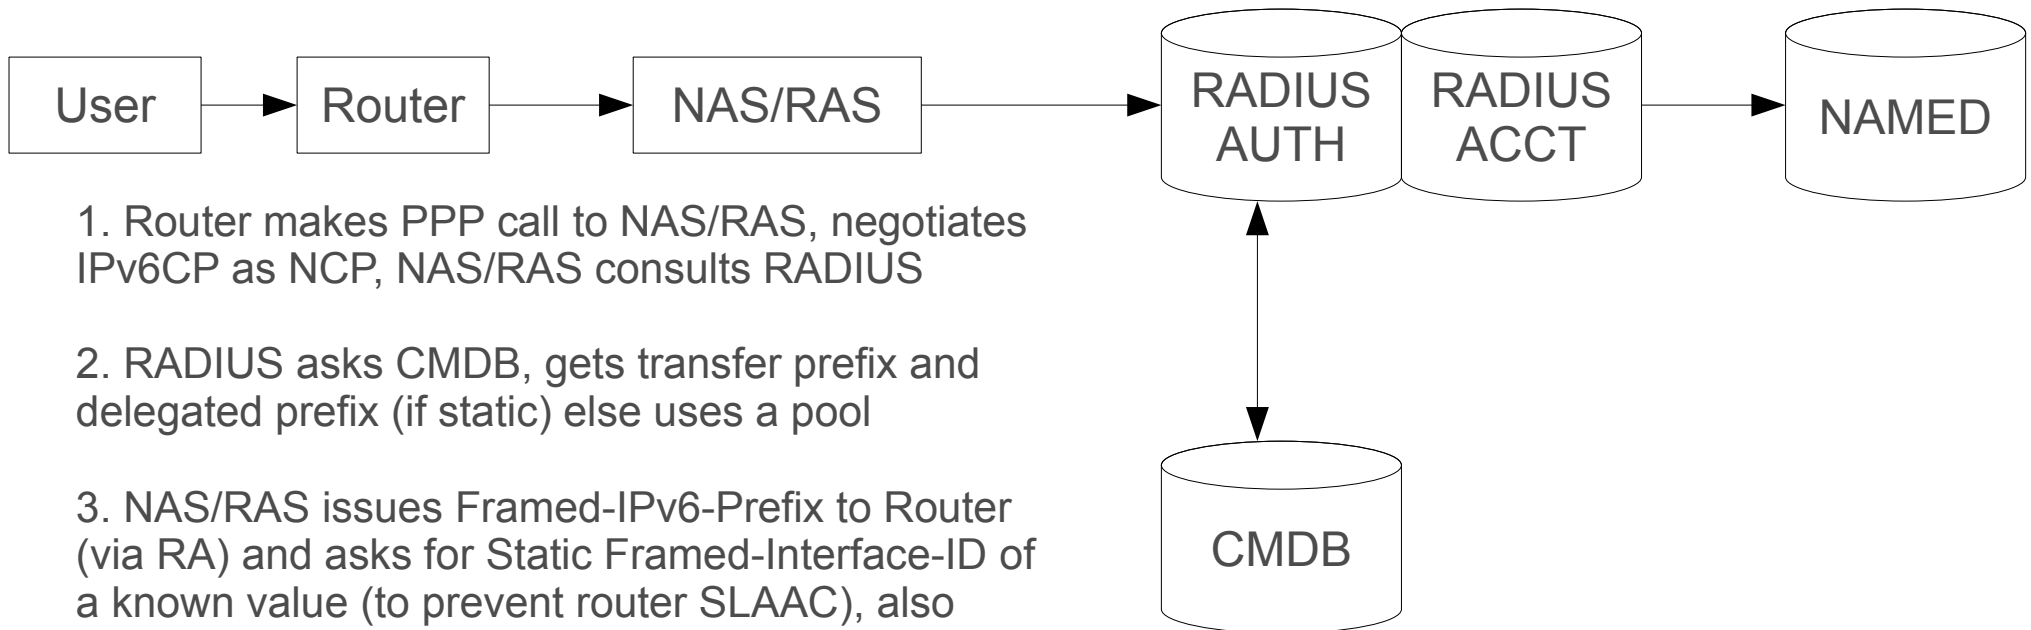 User
Router
NAS/RAS
RADIUS
AUTH
RADIUS
ACCT
NAMED
1. Router makes PPP call to NAS/RAS, negotiates
IPv6CP as NCP, NAS/RAS consults RADIUS
2. RADIUS asks CMDB, gets transfer prefix and
delegated prefix (if static) else uses a pool
3. NAS/RAS issues Framed-IPv6-Prefix to Router
(via RA) and asks for Static Framed-Interface-ID of
a known value (to prevent router SLAAC), also
CMDB